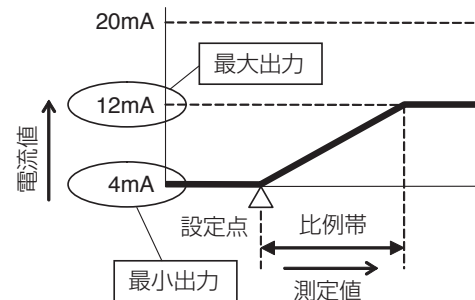 20mA
最大出力
12mA
電流値
4mA
設定点
比例帯
最小出力
測定値